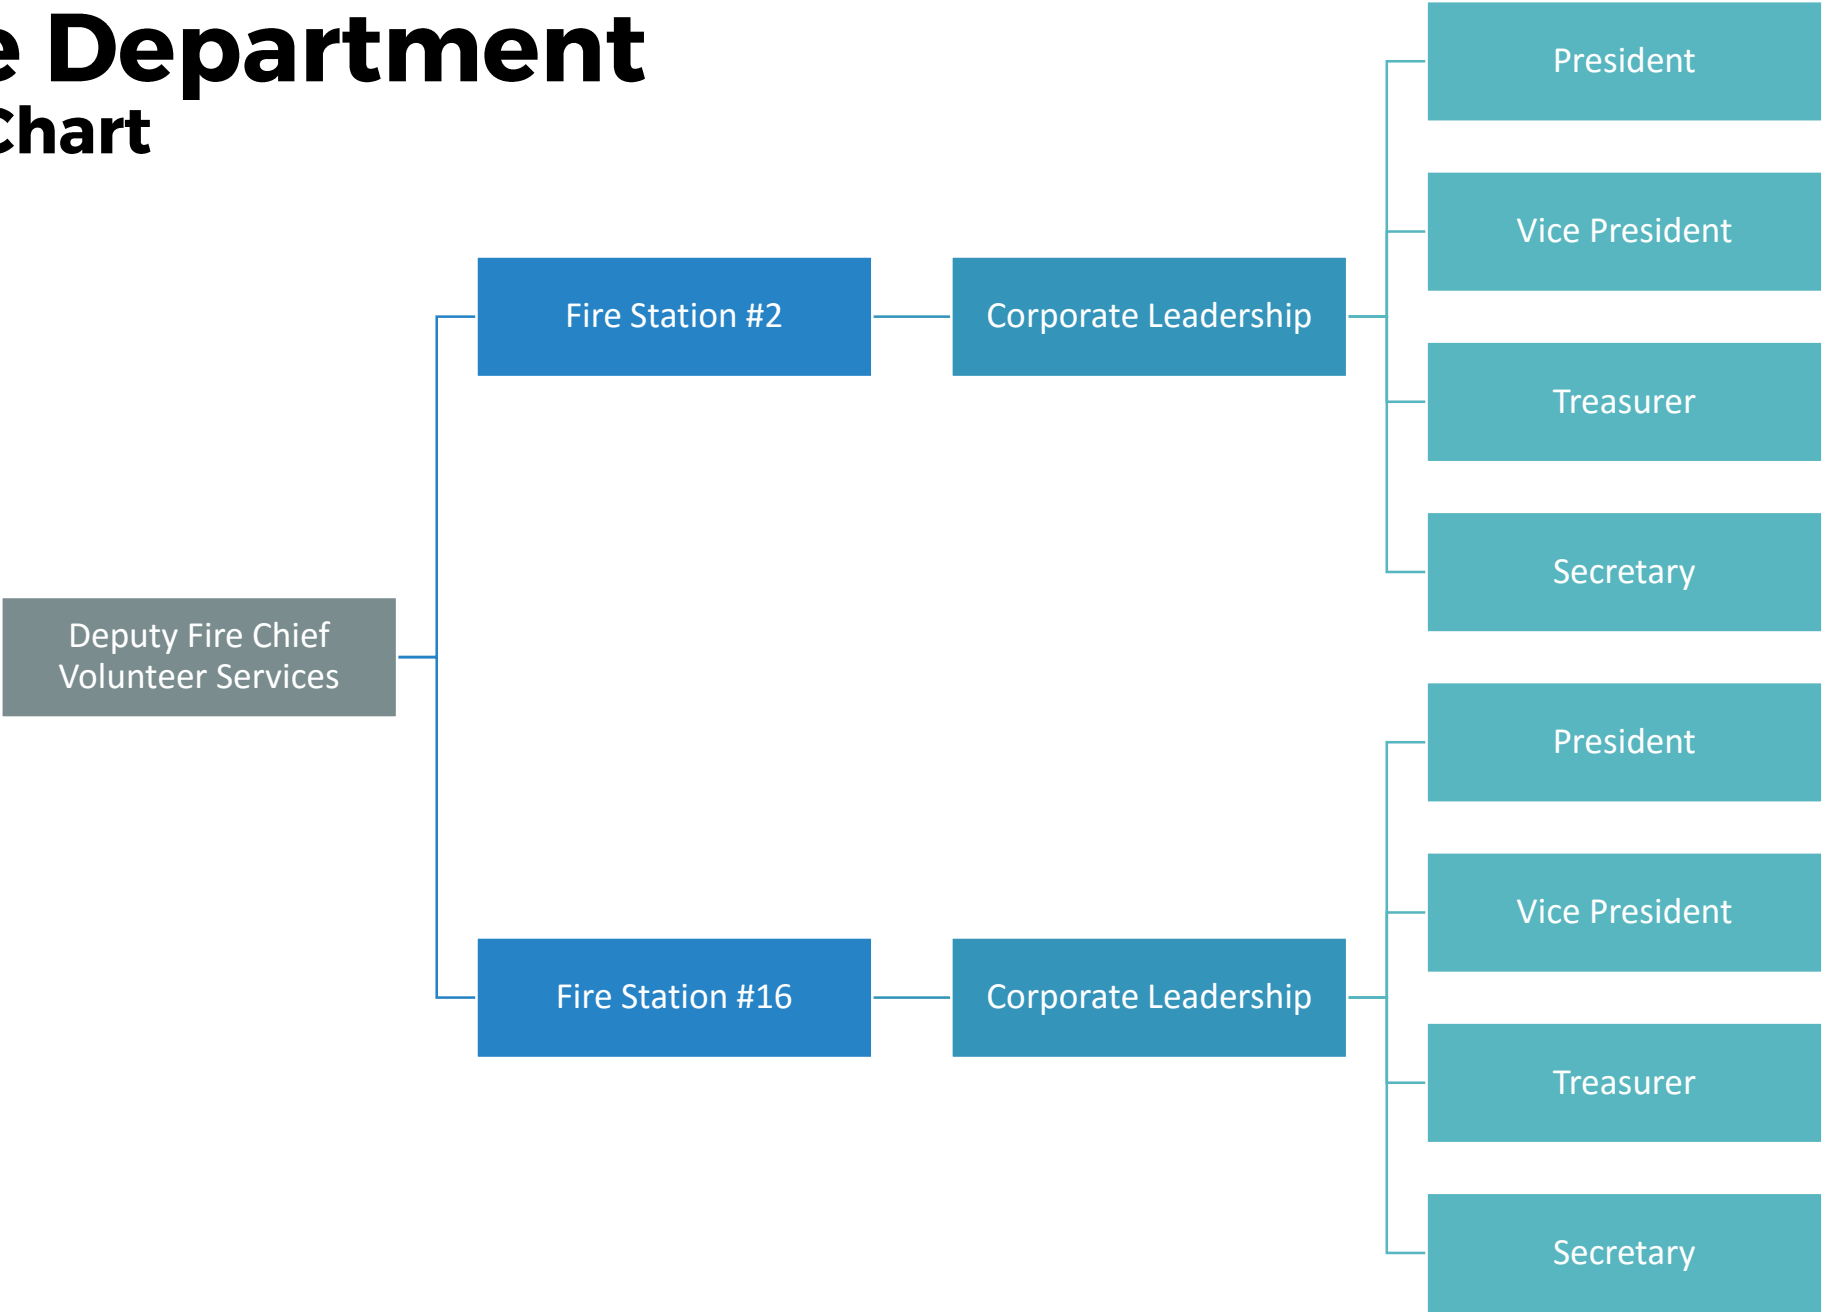 e Department
Chart
President
Vice President
Fire Station #2
Corporate Leadership
Treasurer
Secretary
Deputy Fire Chief
Volunteer Services
President
Vice President
Fire Station #16
Corporate Leadership
Treasurer
Secretary